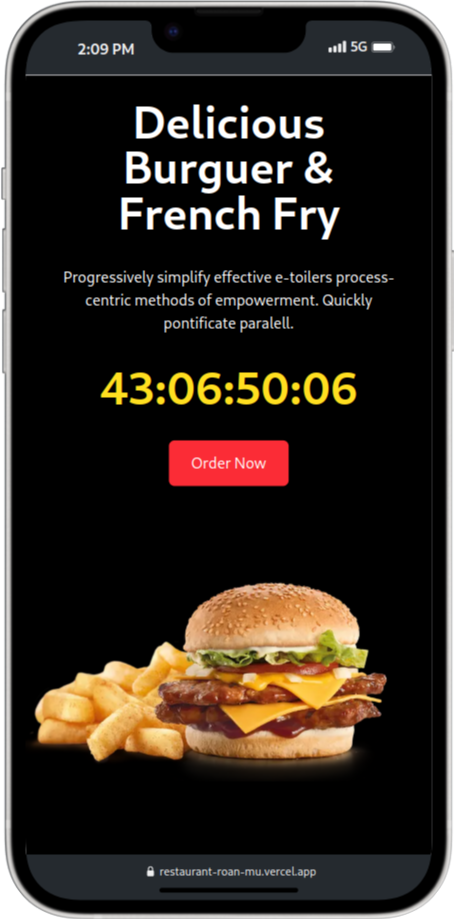 2:09 PM
5G
Delicious
Burguer &
French Fry
Progressively simplify effective e-toilers process-
centric methods of empowerment. Quickly
pontificate paralell.
43:06:50:06
Order Now
restaurant-roan-mu.vercel.app